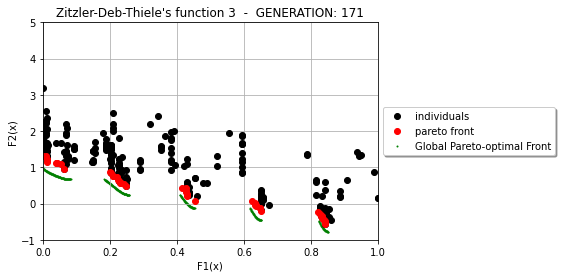 Zitzler-Deb-Thiele's function 3  -  GENERATION: 171
5
4
3
2
1
0
−1
F2(x)
0.0 0.2 0.4 0.6 0.8 1.0
F1(x)
individuals
pareto front
Global Pareto-optimal Front